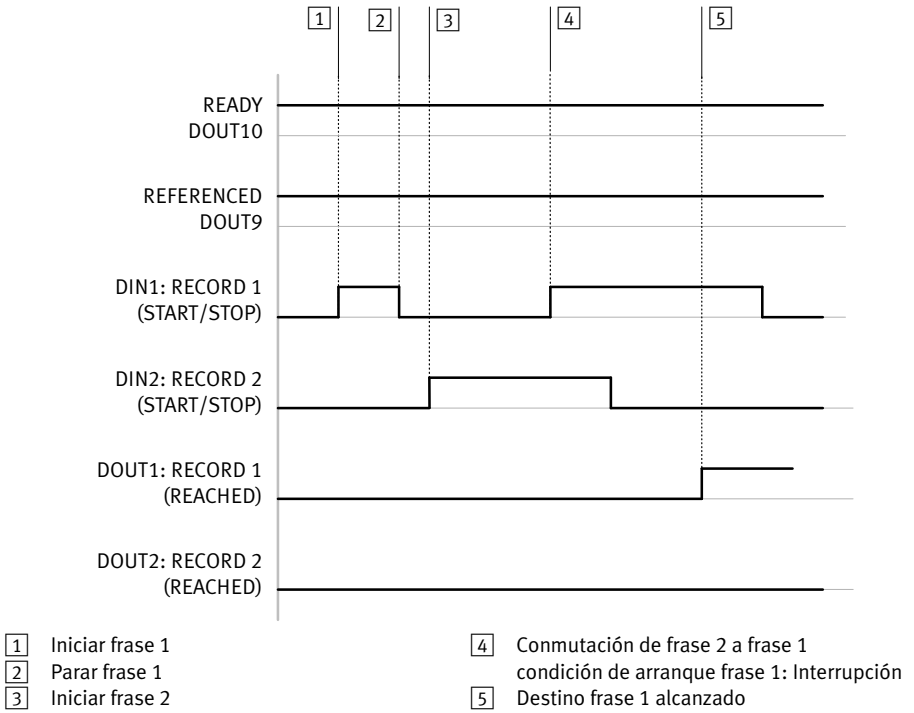 1 2 3 4 5
READY
DOUT10
REFERENCED
DOUT9
DIN1: RECORD 1
(START/STOP)
DIN2: RECORD 2
(START/STOP)
DOUT1: RECORD 1
(REACHED)
DOUT2: RECORD 2
(REACHED)
1 Iniciar frase 1
2 Parar frase 1
3 Iniciar frase 2
4 Conmutación de frase 2 a frase 1
condición de arranque frase 1: Interrupción
5 Destino frase 1 alcanzado